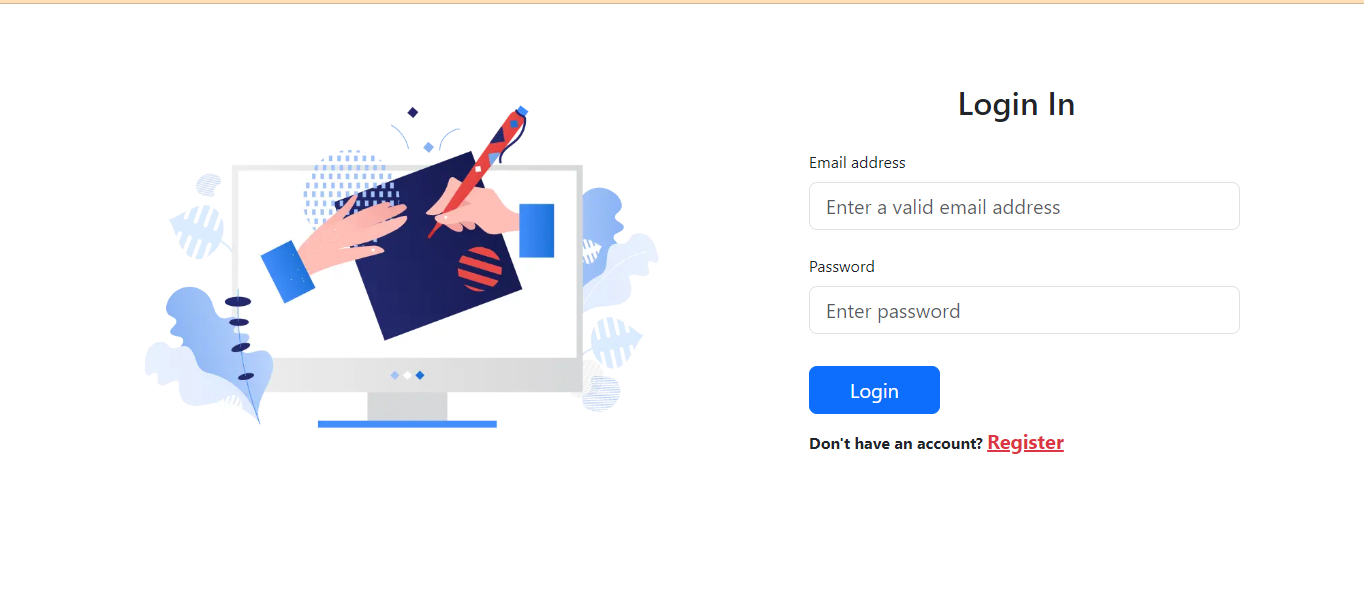 Login In
Email address
Enter a valid email address
Password
Enter password
Login
Don't have an account? Register